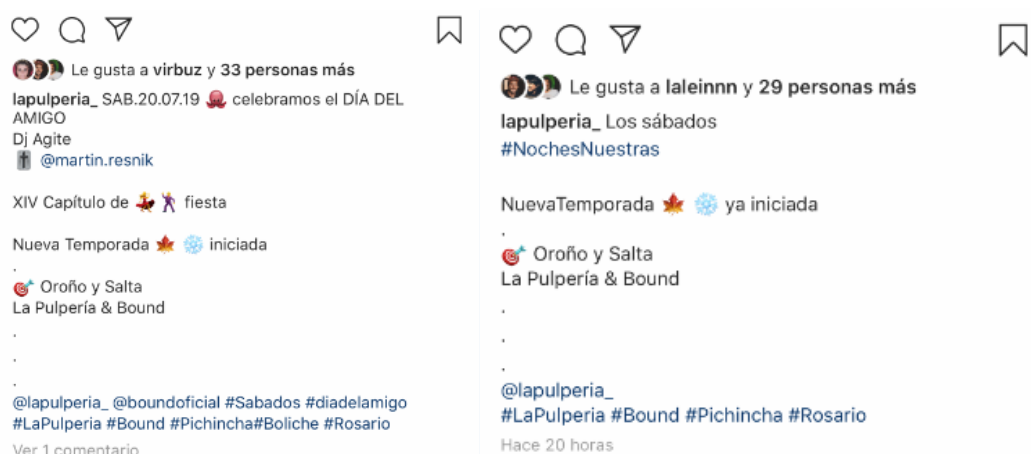 Le gusta a virbuz y 33 personas más
lapulperia_ SAB.20.07.19 🐙 celebramos el DÍA DEL
AMIGO
Dj Agite
✝️ @martin.resnik
XIV Capítulo de 💃🕺 fiesta
Nueva Temporada 🍁 ❄️ iniciada
.
🎯 Oroño y Salta
La Pulpería & Bound
.
.
.
@lapulperia_ @boundoficial #Sabados #diadelamigo
#LaPulperia #Bound #Pichincha#Boliche #Rosario
Ver 1 comentario
Le gusta a laleinnn y 29 personas más
lapulperia_ Los sábados
#NochesNuestras
NuevaTemporada 🍁 ❄️ ya iniciada
.
🎯 Oroño y Salta
La Pulpería & Bound
.
.
.
@lapulperia_
#LaPulperia #Bound #Pichincha #Rosario
Hace 20 horas